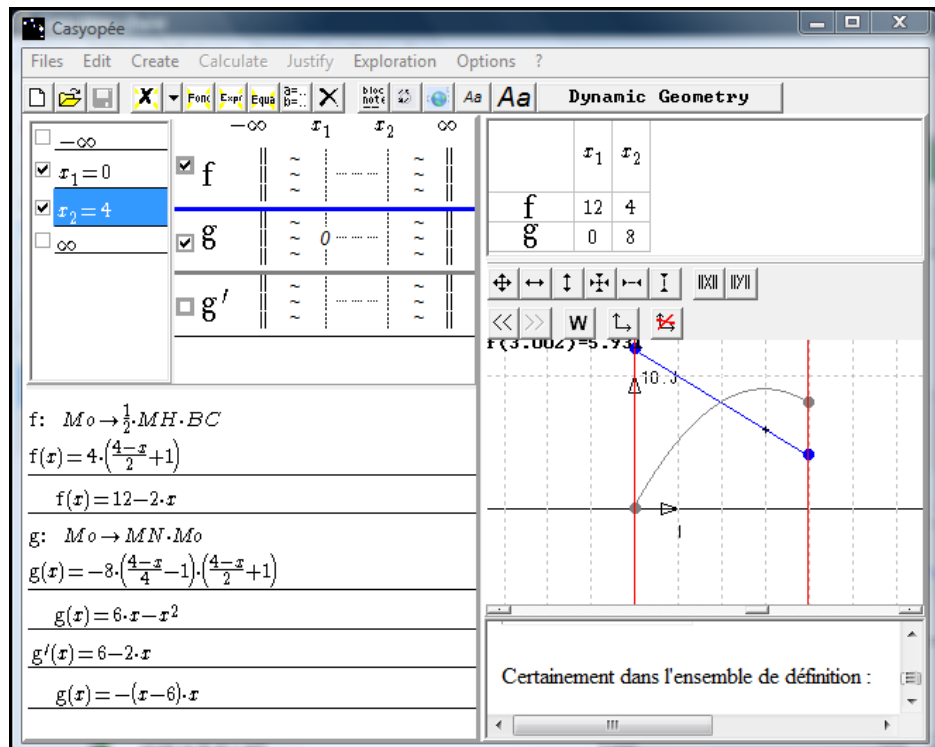 Casyopée
Files Edit Create Calculate Justify Exploration Options ?
X Fonc Expr Equa a=.. b=.. X bloc note Aa Aa Dynamic Geometry
−∞
x₁=0
x₂=4
∞
−∞ x₁ x₂ ∞
f ~ ~ ~ ~ ~ ~
g ~ ~ ~ 0 ~ ~ ~
g′ ~ ~ ~ ~ ~ ~
x₁ x₂
f 12 4
g 0 8
||X|| ||Y||
<< >> W
f(3.002)=5.931
10.J
I
f: Mo→½·MH·BC
f(x)=4·((4−x)/2+1)
f(x)=12−2·x
g: Mo→MN·Mo
g(x)=−8·((4−x)/4−1)·((4−x)/2+1)
g(x)=6·x−x²
g′(x)=6−2·x
g(x)=−(x−6)·x
Certainement dans l'ensemble de définition :